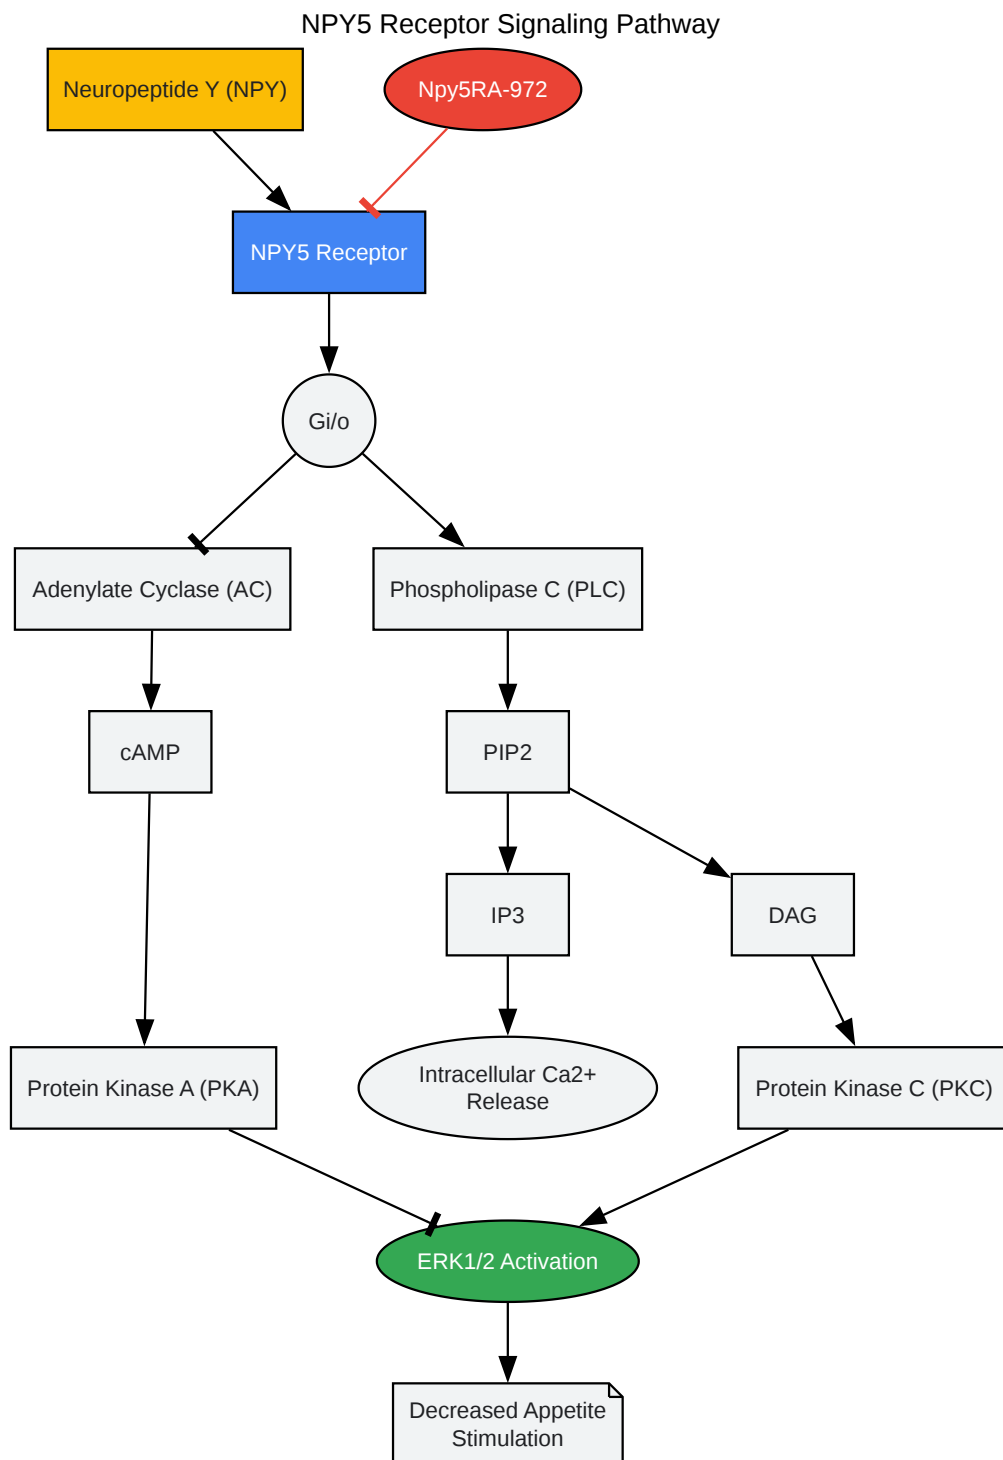 NPY5 Receptor Signaling Pathway
Neuropeptide Y (NPY)
Npy5RA-972
NPY5 Receptor
Gi/o
Adenylate Cyclase (AC)
Phospholipase C (PLC)
cAMP
PIP2
IP3
DAG
Protein Kinase A (PKA)
Intracellular Ca2+
Release
Protein Kinase C (PKC)
ERK1/2 Activation
Decreased Appetite
Stimulation